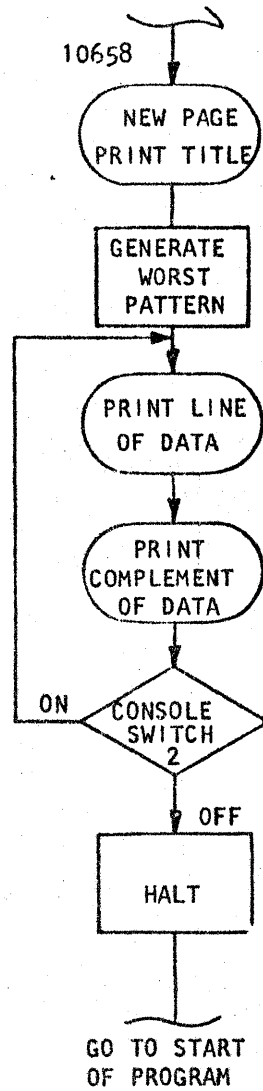 10658
NEW PAGE
PRINT TITLE
GENERATE
WORST
PATTERN
PRINT LINE
OF DATA
PRINT
COMPLEMENT
OF DATA
ON
CONSOLE
SWITCH
2
OFF
HALT
GO TO START
OF PROGRAM